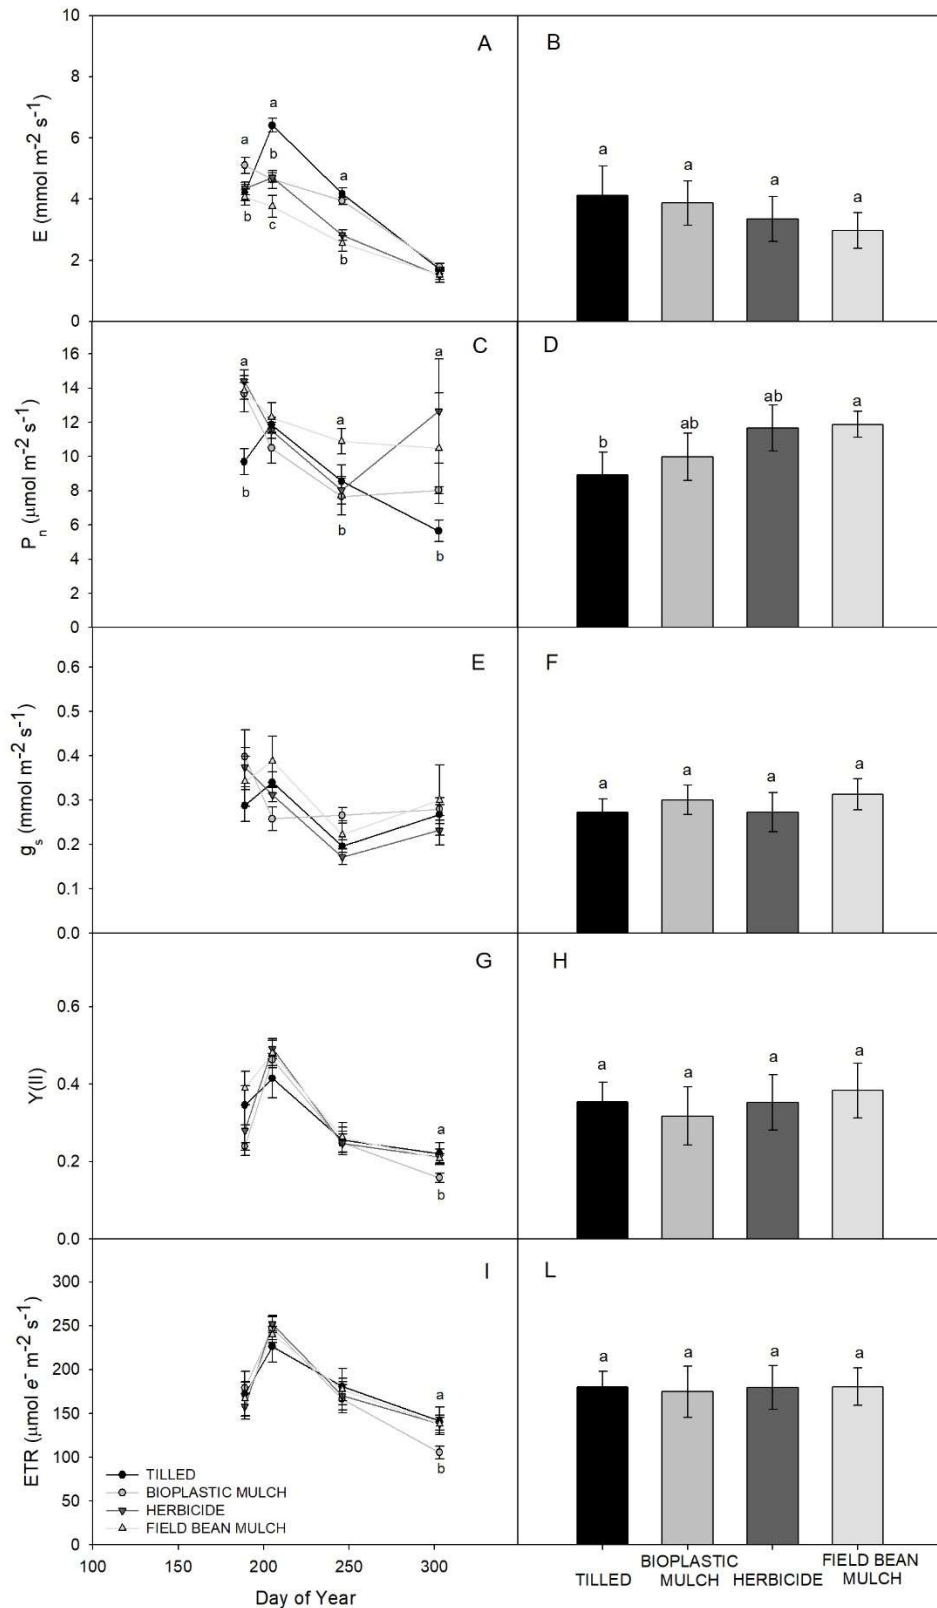 10
8
6
4
2
0
E (mmol m⁻² s⁻¹)
A
a
a
b
a
b
c
b
B
a
a
a
a
16
14
12
10
8
6
4
2
0
Pₙ (μmol m⁻² s⁻¹)
C
a
a
a
b
b
b
D
b
ab
ab
a
0.6
0.5
0.4
0.3
0.2
0.1
0.0
gₛ (mmol m⁻² s⁻¹)
E
F
a
a
a
a
0.6
0.4
0.2
0.0
Y(II)
G
a
b
H
a
a
a
a
300
250
200
150
100
50
0
ETR (μmol e⁻ m⁻² s⁻¹)
I
a
b
TILLED
BIOPLASTIC MULCH
HERBICIDE
FIELD BEAN MULCH
L
a
a
a
a
100 150 200 250 300
Day of Year
TILLED
BIOPLASTIC
MULCH
HERBICIDE
FIELD BEAN
MULCH